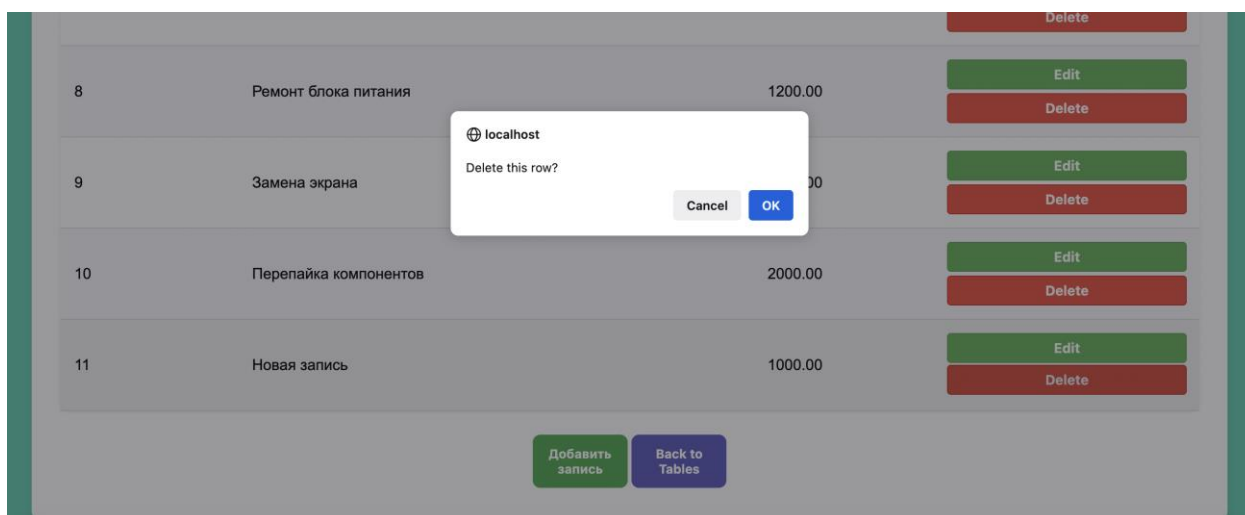 Delete
8 Ремонт блока питания 1200.00 Edit
Delete
localhost
Delete this row?
Cancel OK
9 Замена экрана 00 Edit
Delete
10 Перепайка компонентов 2000.00 Edit
Delete
11 Новая запись 1000.00 Edit
Delete
Добавить
запись
Back to
Tables